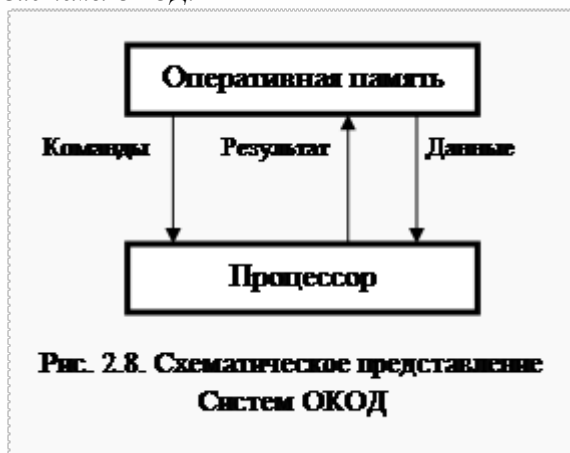 Оперативная память
Команды Результат Данные
Процессор
Рис. 2.8. Схематическое представление
Систем ОКОД